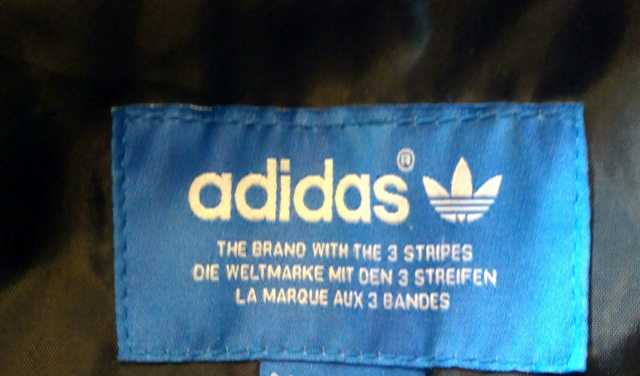 adidas®
THE BRAND WITH THE 3 STRIPES
DIE WELTMARKE MIT DEN 3 STREIFEN
LA MARQUE AUX 3 BANDES